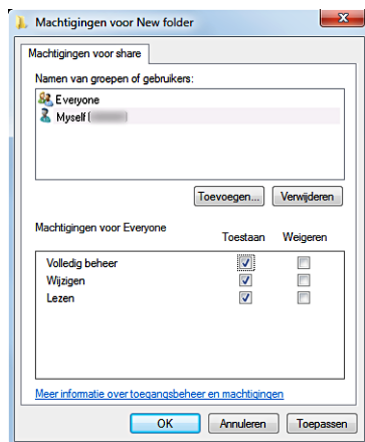 Machtigingen voor New folder
Machtigingen voor share
Namen van groepen of gebruikers:
Everyone
Myself (
Toevoegen...
Verwijderen
Machtigingen voor Everyone
Toestaan
Weigeren
Volledig beheer
Wijzigen
Lezen
Meer informatie over toegangsbeheer en machtigingen
OK
Annuleren
Toepassen